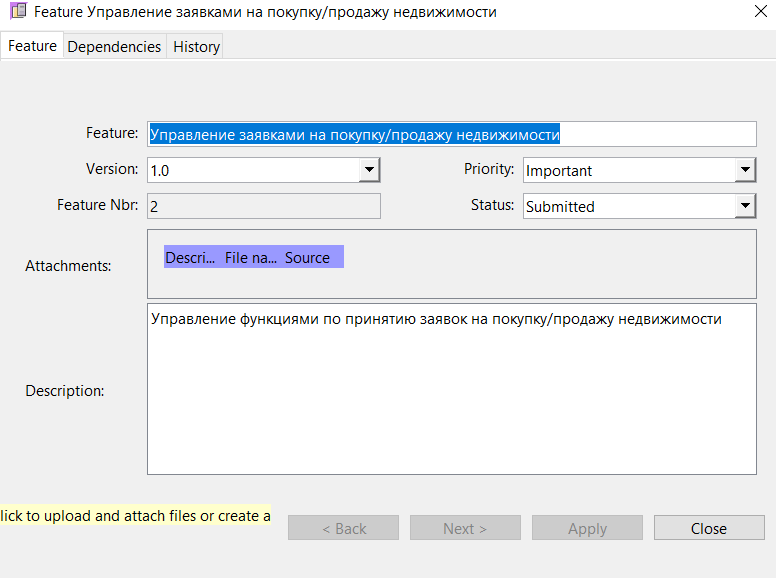 Feature Управление заявками на покупку/продажу недвижимости
Feature Dependencies History
Feature: Управление заявками на покупку/продажу недвижимости
Version: 1.0 Priority: Important
Feature Nbr: 2 Status: Submitted
Attachments: Descri... File na... Source
Description: Управление функциями по принятию заявок на покупку/продажу недвижимости
lick to upload and attach files or create a
< Back Next > Apply Close